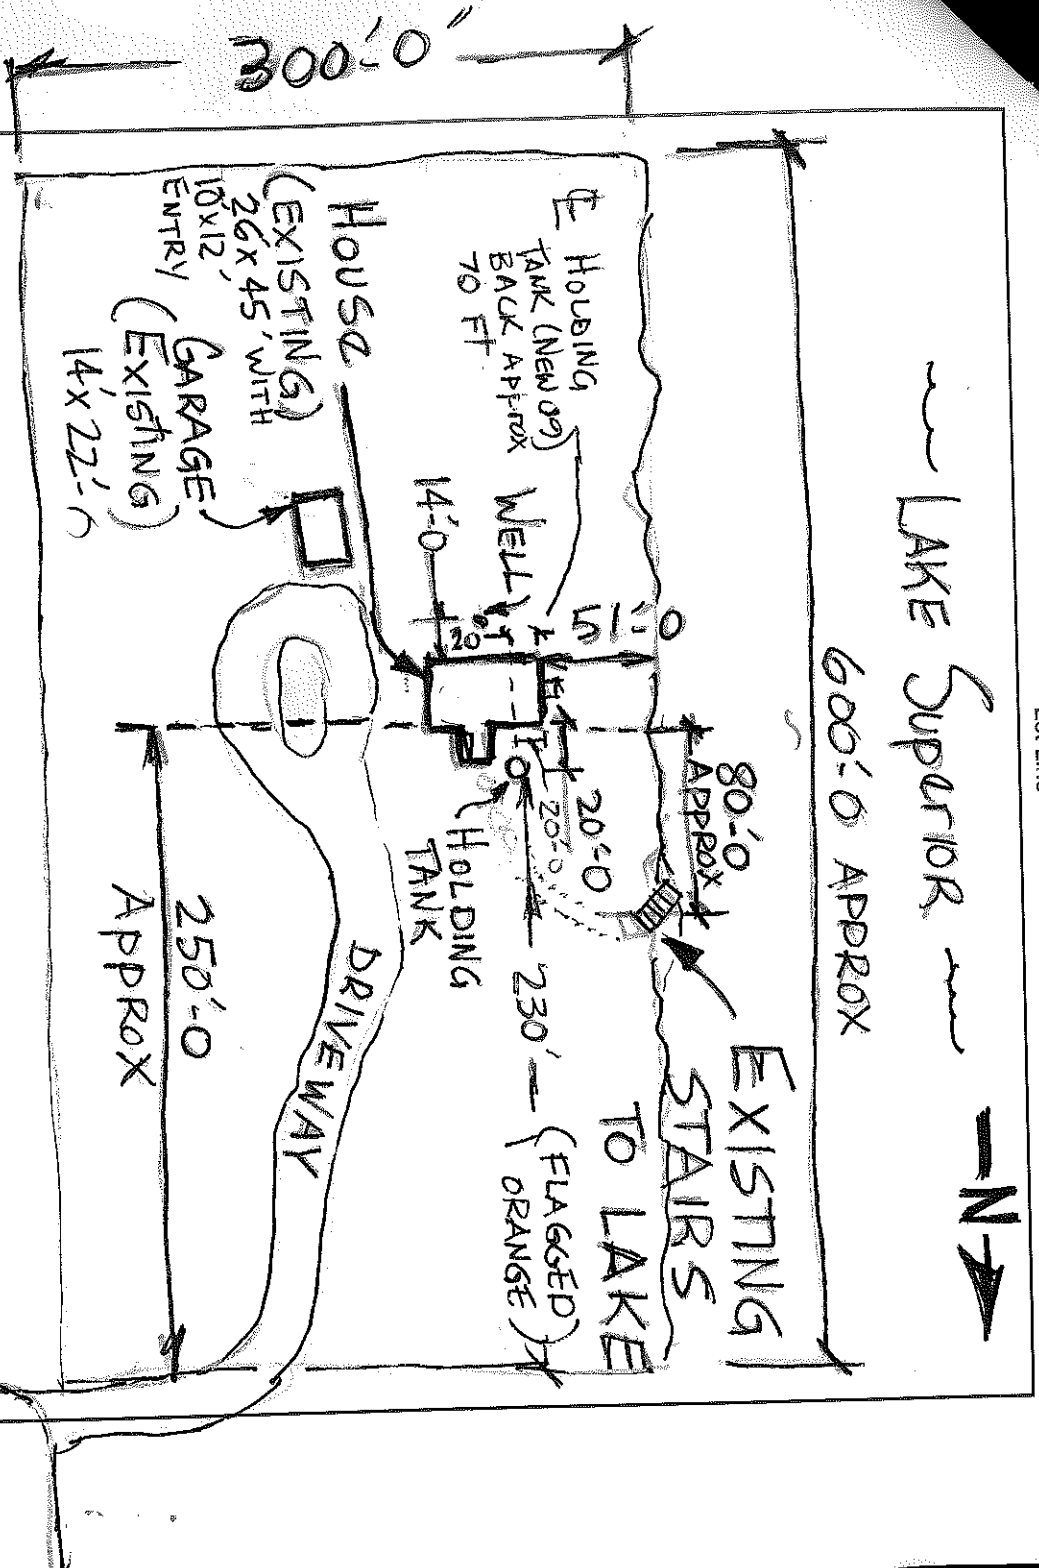 300'-0"
LAKE SUPERIOR
600'-0 APPROX
N
℄ HOLDING
TANK (NEW 09)
BACK APPROX
70 FT
HOUSE
(EXISTING)
26'X45' WITH
10'X12'
ENTRY
GARAGE
(EXISTING)
14'X22'-0
WELL
14'-0
20'
51'-0
80'-0
APPROX
20'-0
20'-0
HOLDING
TANK
230'
(FLAGGED
ORANGE)
EXISTING
STAIRS
TO LAKE
DRIVEWAY
250'-0
APPROX